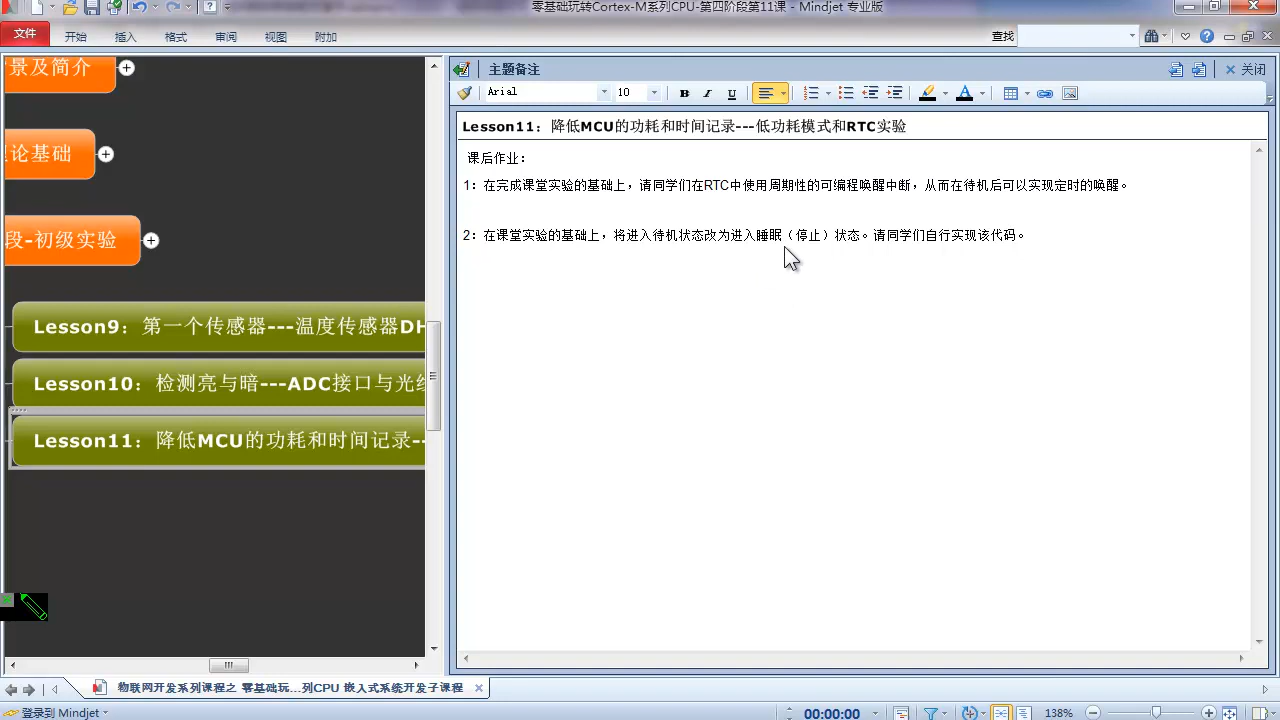 零基础玩转Cortex-M系列CPU-第四阶段第11课 - Mindjet 专业版
文件 开始 插入 格式 审阅 视图 附加 查找
景及简介
主题备注 关闭
Arial 10 B I U
Lesson11：降低MCU的功耗和时间记录---低功耗模式和RTC实验
课后作业：
1：在完成课堂实验的基础上，请同学们在RTC中使用周期性的可编程唤醒中断，从而在待机后可以实现定时的唤醒。
论基础
2：在课堂实验的基础上，将进入待机状态改为进入睡眠（停止）状态。请同学们自行实现该代码。
段-初级实验
Lesson9：第一个传感器---温度传感器DH
Lesson10：检测亮与暗---ADC接口与光线
Lesson11：降低MCU的功耗和时间记录--
物联网开发系列课程之 零基础玩...列CPU 嵌入式系统开发子课程
登录到 Mindjet 00:00:00 138%